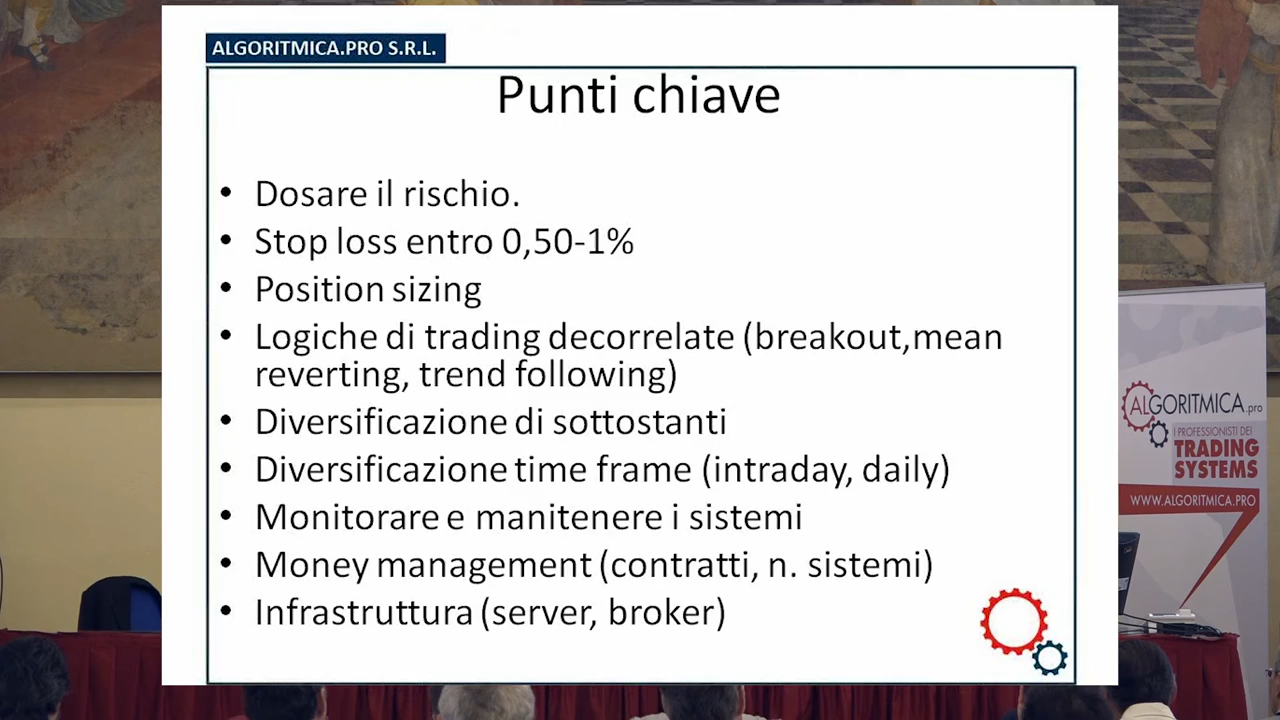 ALGORITMICA.PRO S.R.L.
Punti chiave
• Dosare il rischio.
• Stop loss entro 0,50-1%
• Position sizing
• Logiche di trading decorrelate (breakout,mean
reverting, trend following)
• Diversificazione di sottostanti
• Diversificazione time frame (intraday, daily)
• Monitorare e manitenere i sistemi
• Money management (contratti, n. sistemi)
• Infrastruttura (server, broker)
ALGORITMICA.pro
I PROFESSIONISTI DEI
TRADING
SYSTEMS
WWW.ALGORITMICA.PRO